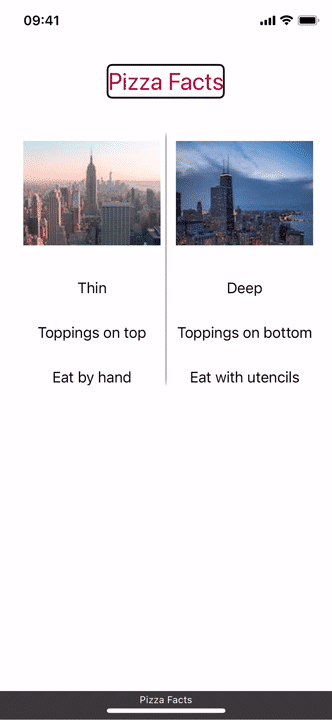 09:41
Pizza Facts
Thin
Deep
Toppings on top
Toppings on bottom
Eat by hand
Eat with utencils
Pizza Facts